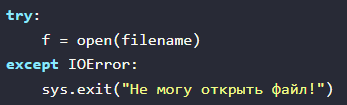 try:
    f = open(filename)
except IOError:
    sys.exit("Не могу открыть файл!")